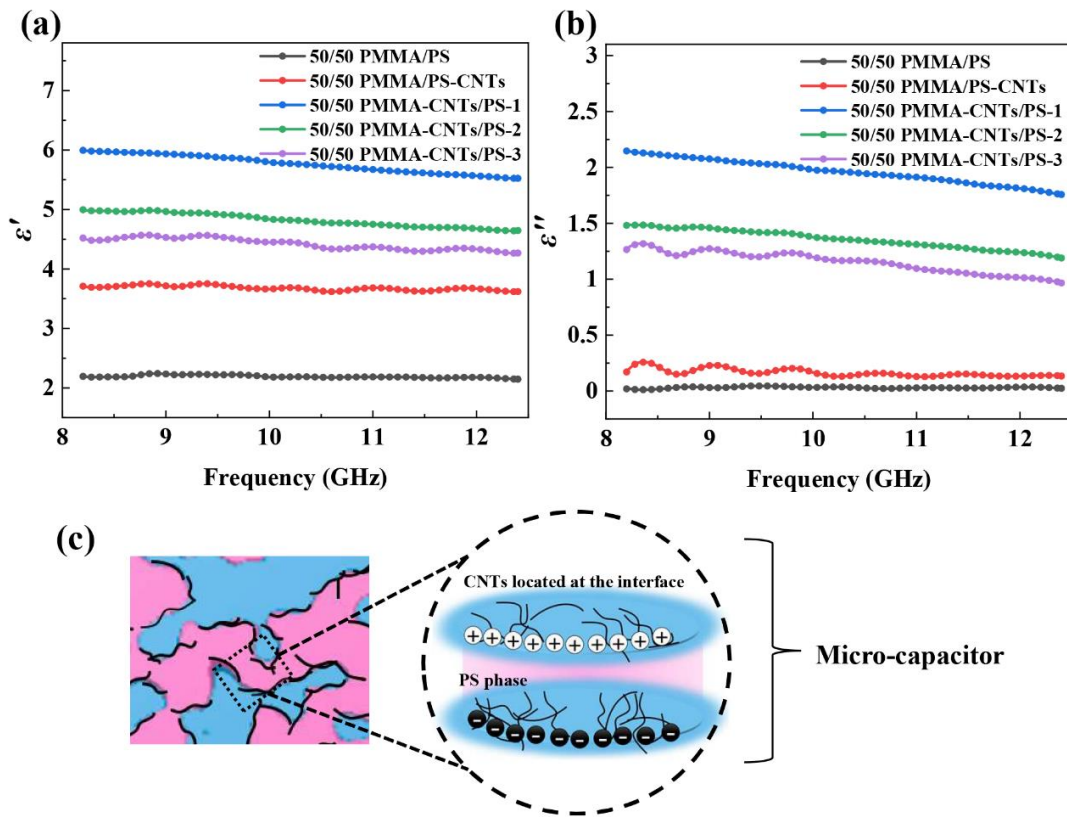 (a)
7
6
5
4
3
2
ε'
50/50 PMMA/PS
50/50 PMMA/PS-CNTs
50/50 PMMA-CNTs/PS-1
50/50 PMMA-CNTs/PS-2
50/50 PMMA-CNTs/PS-3
8 9 10 11 12
Frequency (GHz)
(b)
3
2.5
2
1.5
1
0.5
0
ε''
50/50 PMMA/PS
50/50 PMMA/PS-CNTs
50/50 PMMA-CNTs/PS-1
50/50 PMMA-CNTs/PS-2
50/50 PMMA-CNTs/PS-3
8 9 10 11 12
Frequency (GHz)
(c)
CNTs located at the interface
+ + + + + + + + + +
PS phase
- - - - - - - - - -
Micro-capacitor